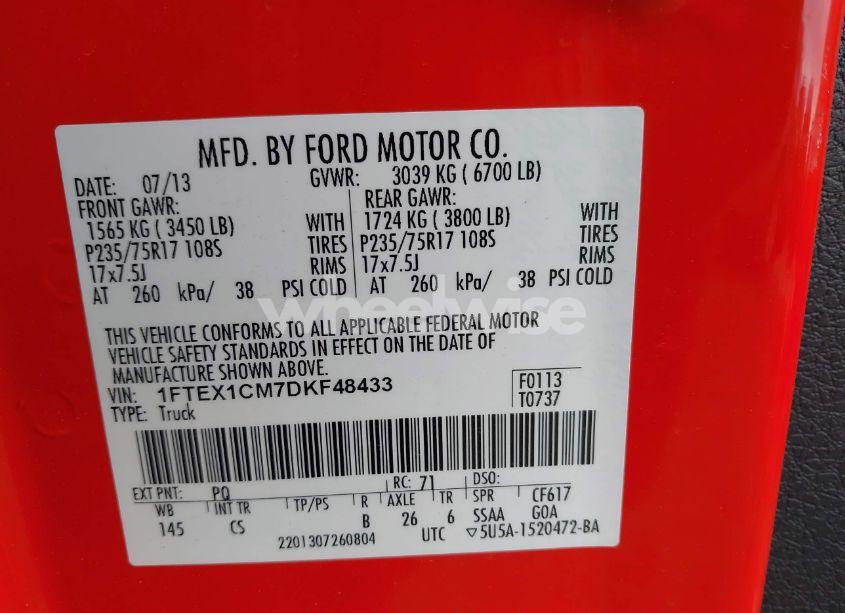 MFD. BY FORD MOTOR CO.
DATE: 07/13 GVWR: 3039 KG ( 6700 LB)
FRONT GAWR: REAR GAWR:
1565 KG ( 3450 LB) WITH 1724 KG ( 3800 LB) WITH
P235/75R17 108S TIRES P235/75R17 108S TIRES
17x7.5J RIMS 17x7.5J RIMS
AT 260 kPa/ 38 PSI COLD AT 260 kPa/ 38 PSI COLD
wheelwise
THIS VEHICLE CONFORMS TO ALL APPLICABLE FEDERAL MOTOR
VEHICLE SAFETY STANDARDS IN EFFECT ON THE DATE OF
MANUFACTURE SHOWN ABOVE.
VIN: 1FTEX1CM7DKF48433 F0113
TYPE: Truck T0737
EXT PNT: PQ RC: 71 DSO:
WB INT TR TP/PS R AXLE TR SPR CF617
145 CS B 26 6 SSAA GOA
2201307260804 UTC ▽5U5A-1520472-BA